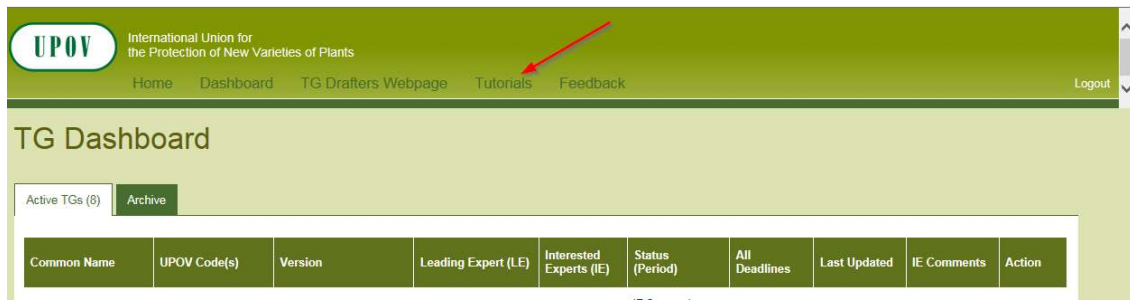 UPOV
International Union for
the Protection of New Varieties of Plants
Home Dashboard TG Drafters Webpage Tutorials Feedback
Logout
TG Dashboard
Active TGs (8) Archive
Common Name UPOV Code(s) Version Leading Expert (LE) Interested Experts (IE) Status (Period) All Deadlines Last Updated IE Comments Action